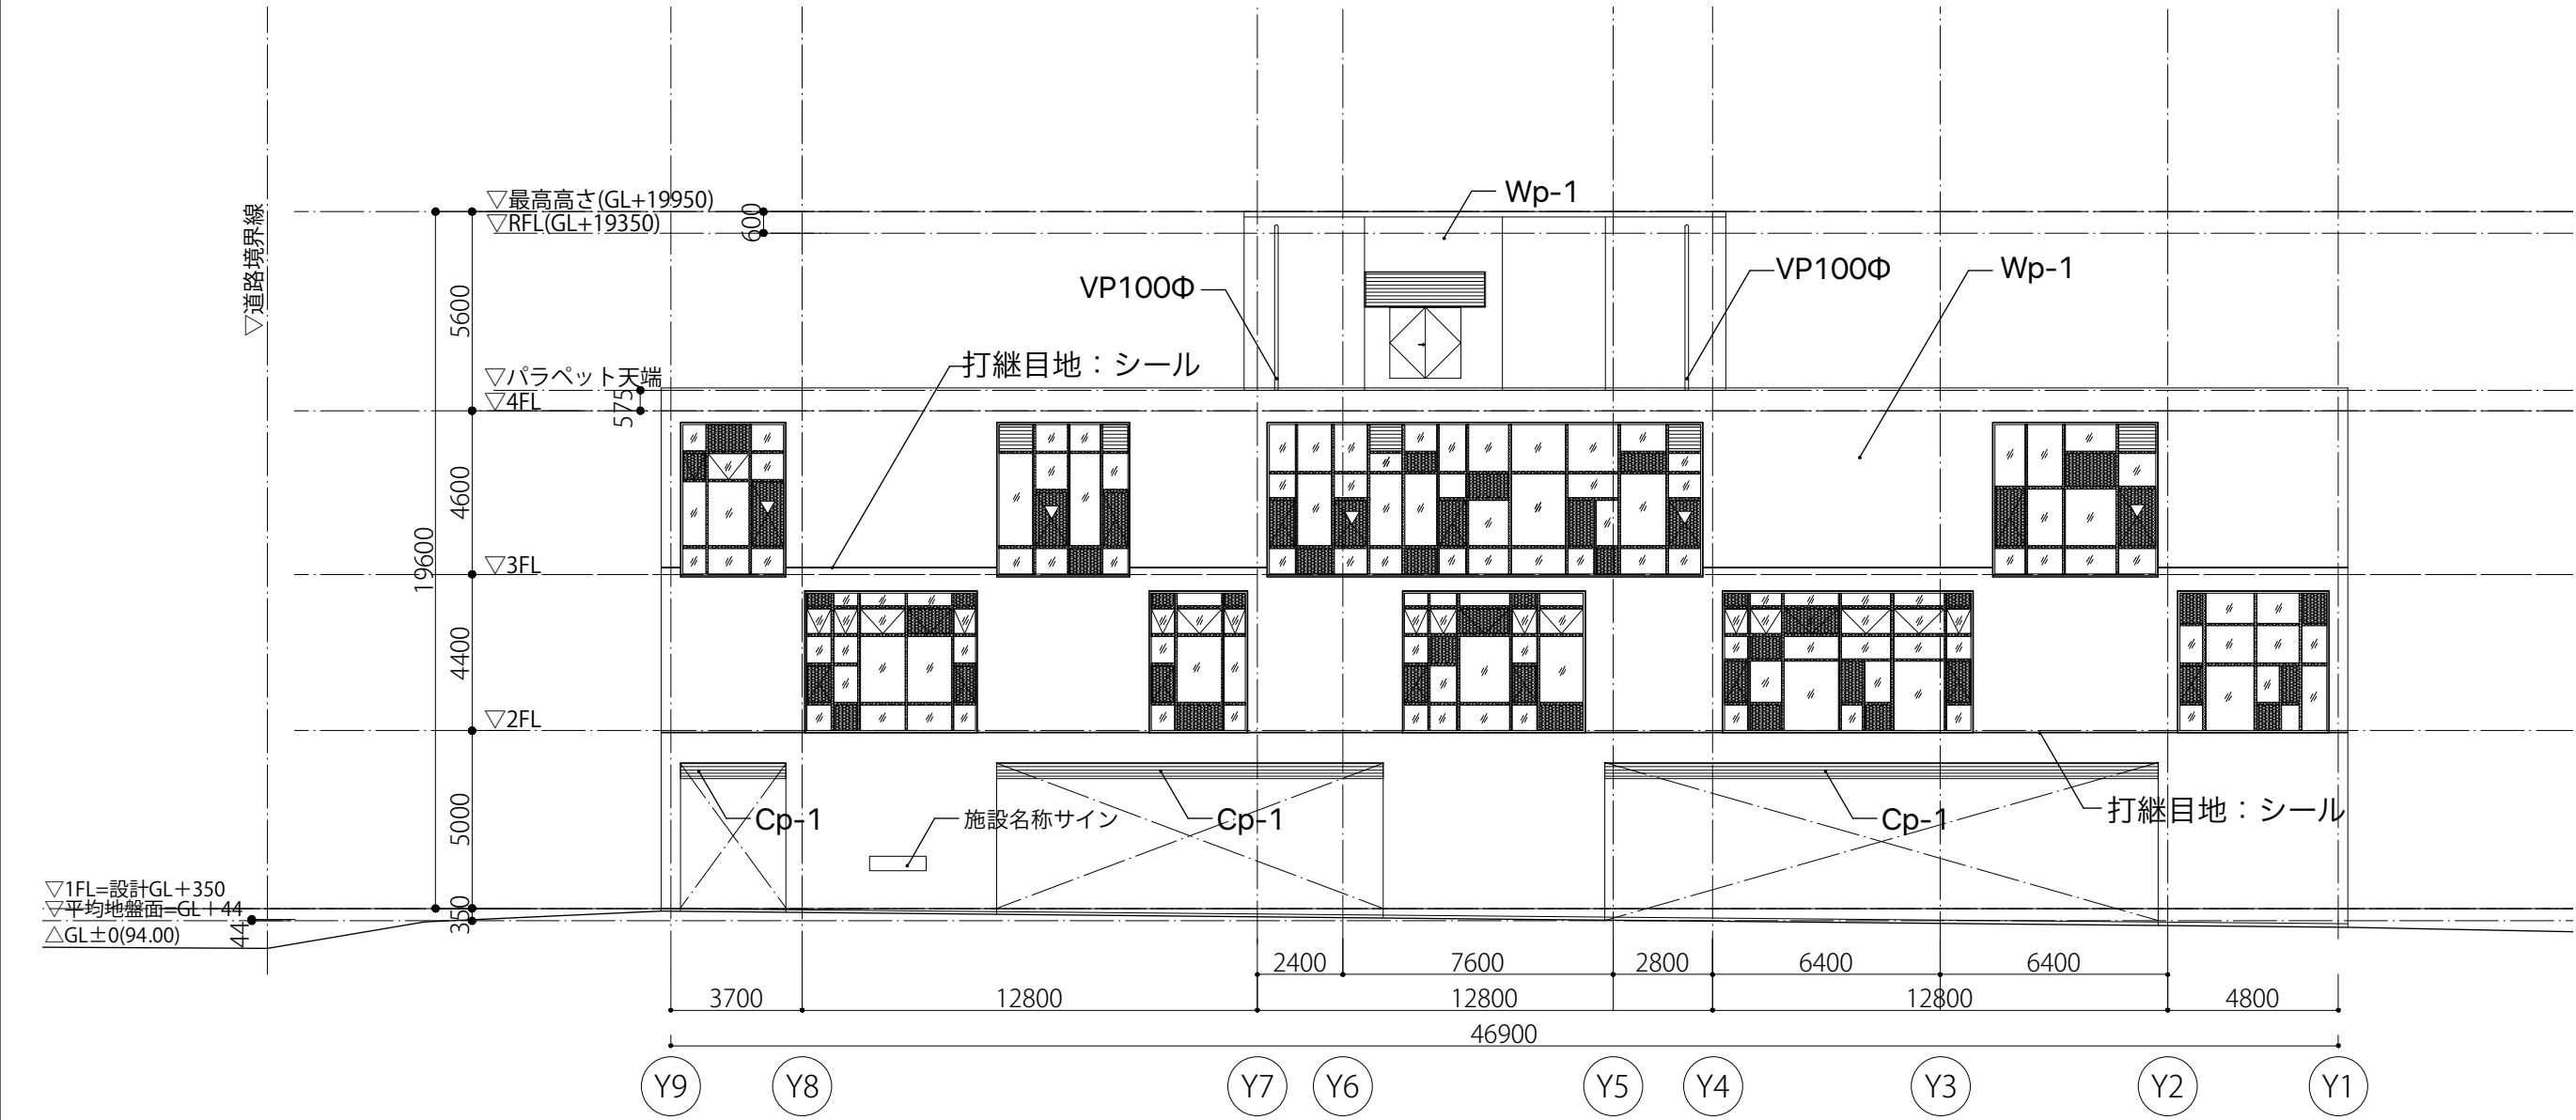 ▽最高高さ(GL+19950)
▽RFL(GL+19350)
600
▽道路境界線
Wp-1
VP100Φ
VP100Φ
Wp-1
5600
打継目地：シール
▽パラペット天端
575
▽4FL
4600
19600
▽3FL
4400
▽2FL
5000
Cp-1
施設名称サイン
Cp-1
Cp-1
打継目地：シール
▽1FL=設計GL＋350
▽平均地盤面=GL＋44
350
44
△GL±0(94.00)
2400
7600
2800
6400
6400
3700
12800
12800
12800
4800
46900
Y9
Y8
Y7
Y6
Y5
Y4
Y3
Y2
Y1